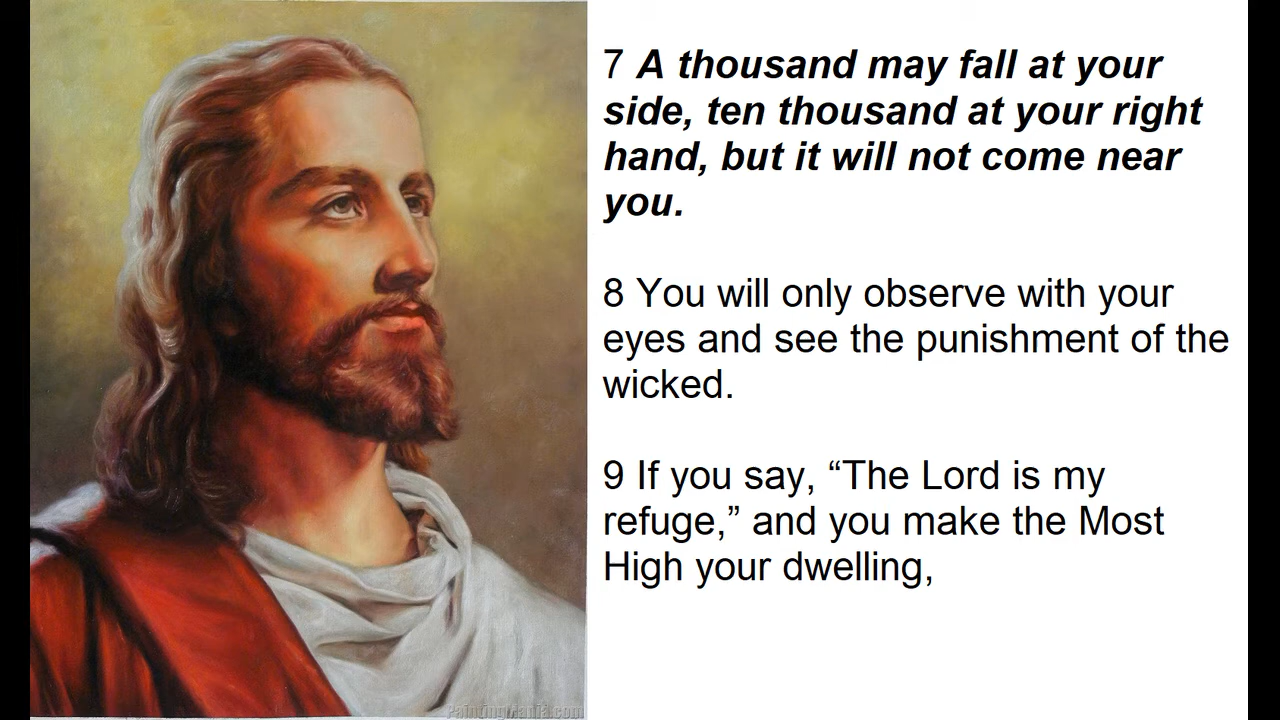 7 A thousand may fall at your
side, ten thousand at your right
hand, but it will not come near
you.
8 You will only observe with your
eyes and see the punishment of the
wicked.
9 If you say, “The Lord is my
refuge,” and you make the Most
High your dwelling,
PaintingMania.com